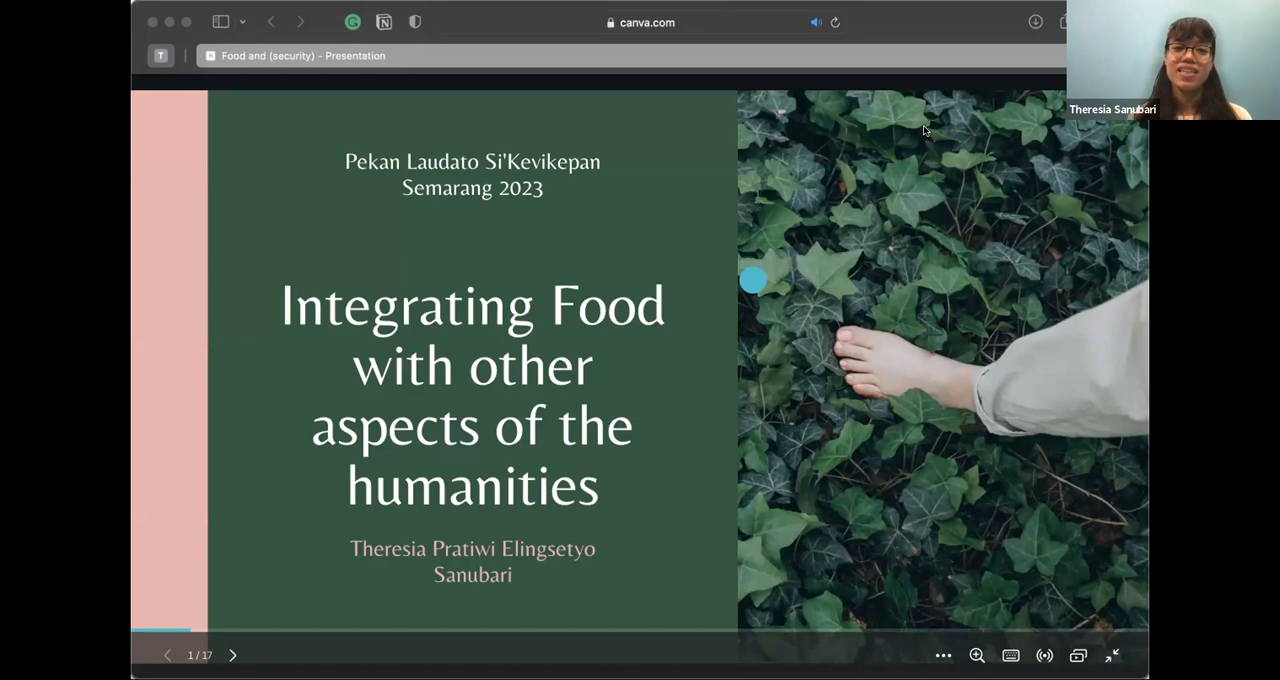 canva.com
T
Food and (security) - Presentation
Theresia Sanubari
Pekan Laudato Si'Kevikepan
Semarang 2023
Integrating Food
with other
aspects of the
humanities
Theresia Pratiwi Elingsetyo
Sanubari
1 / 17